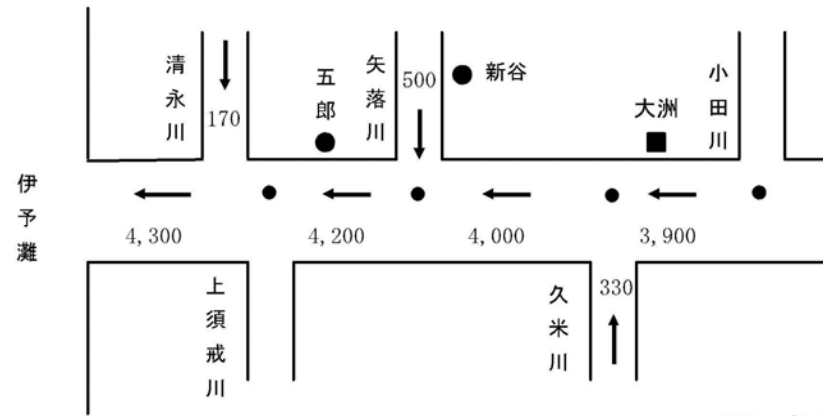 清永川
170
五郎
矢落川
500
新谷
大洲
小田川
伊予灘
4,300
4,200
4,000
3,900
上須戒川
久米川
330